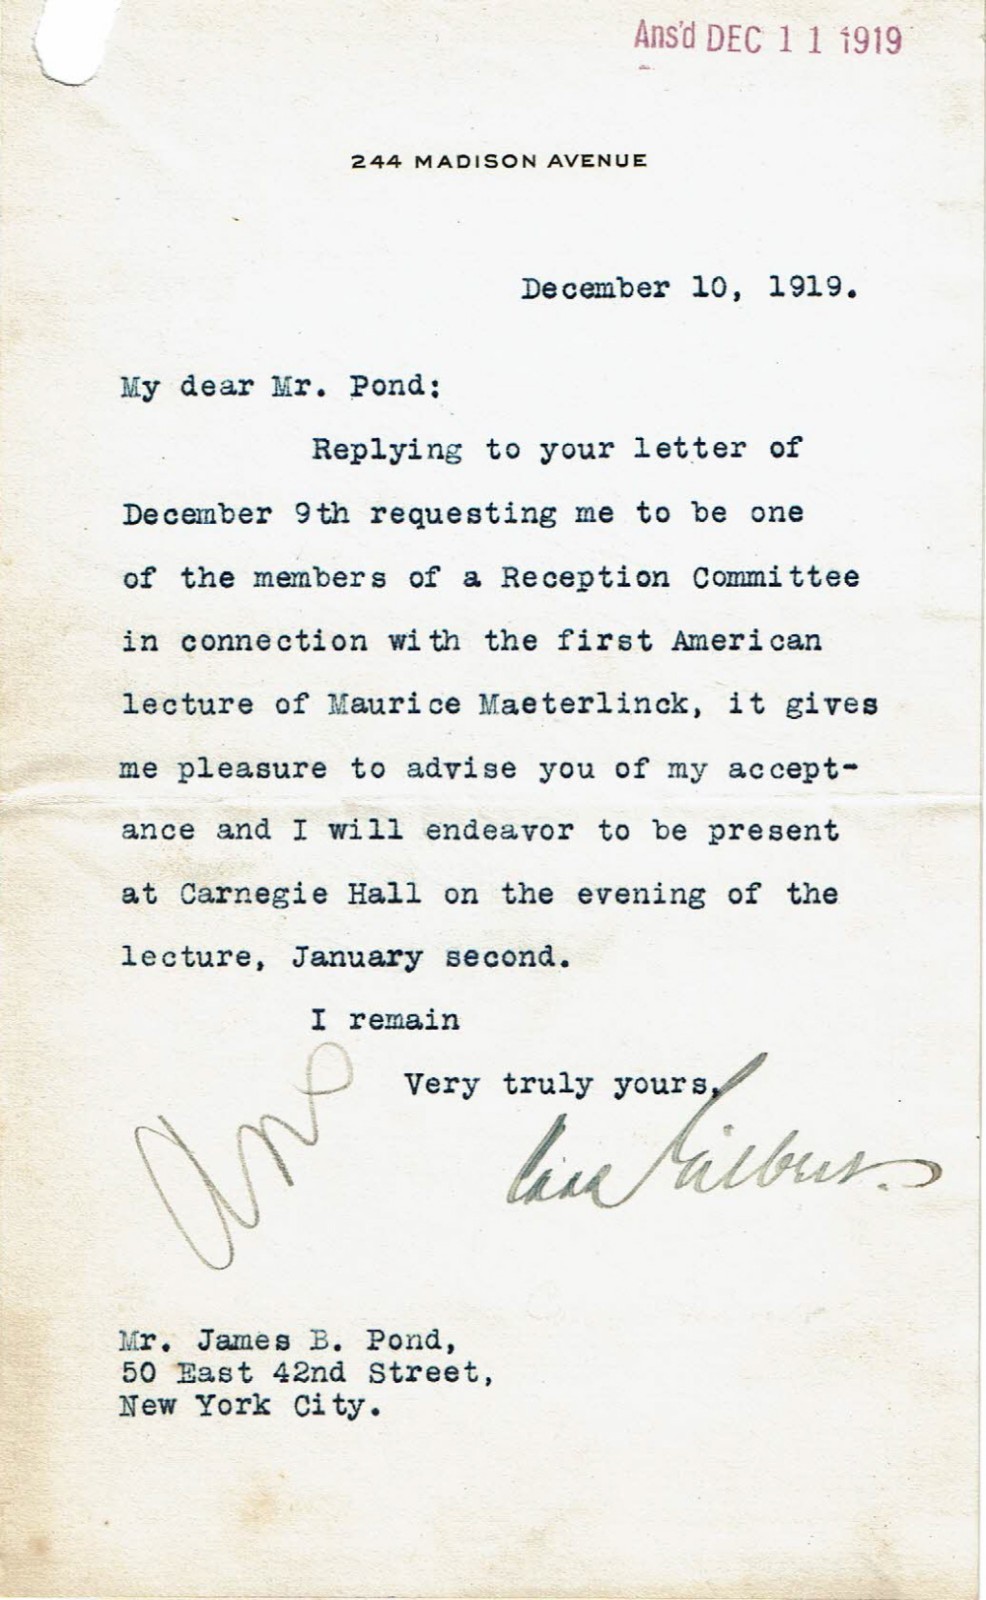 Ans'd DEC 11 1919
244 MADISON AVENUE
December 10, 1919.
My dear Mr. Pond:
Replying to your letter of
December 9th requesting me to be one
of the members of a Reception Committee
in connection with the first American
lecture of Maurice Maeterlinck, it gives
me pleasure to advise you of my accept-
ance and I will endeavor to be present
at Carnegie Hall on the evening of the
lecture, January second.
I remain
Very truly yours,
Mr. James B. Pond,
50 East 42nd Street,
New York City.